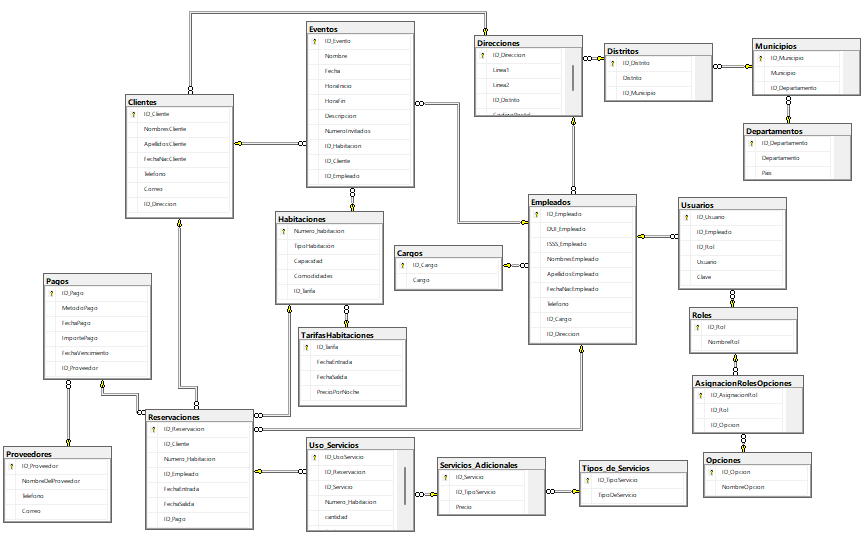 Eventos
ID_Evento
Nombre
Fecha
HoraInicio
HoraFin
Descripcion
NumeroInvitados
ID_Habitacion
ID_Cliente
ID_Empleado
Direcciones
ID_Direccion
Linea1
Linea2
ID_Distrito
CodigoPostal
Distritos
ID_Distrito
Distrito
ID_Municipio
Municipios
ID_Municipio
Municipio
ID_Departamento
Departamentos
ID_Departamento
Departamento
Pais
Clientes
ID_Cliente
NombresCliente
ApellidosCliente
FechaNacCliente
Telefono
Correo
ID_Direccion
Habitaciones
Numero_habitacion
TipoHabitacion
Capacidad
Comodidades
ID_Tarifa
Cargos
ID_Cargo
Cargo
Empleados
ID_Empleado
DUI_Empleado
ISSS_Empleado
NombresEmpleado
ApellidosEmpleado
FechaNacEmpleado
Telefono
ID_Cargo
ID_Direccion
Usuarios
ID_Usuario
ID_Empleado
ID_Rol
Usuario
Clave
Pagos
ID_Pago
MetodoPago
FechaPago
ImportePago
FechaVencimiento
ID_Proveedor
TarifasHabitaciones
ID_Tarifa
FechaEntrada
FechaSalida
PrecioPorNoche
Roles
ID_Rol
NombreRol
AsignacionRolesOpciones
ID_AsignacionRol
ID_Rol
ID_Opcion
Reservaciones
ID_Reservacion
ID_Cliente
Numero_Habitacion
ID_Empleado
FechaEntrada
FechaSalida
ID_Pago
Proveedores
ID_Proveedor
NombreDelProveedor
Telefono
Correo
Uso_Servicios
ID_UsoServicio
ID_Reservacion
ID_Servicio
Numero_Habitacion
cantidad
Servicios_Adicionales
ID_Servicio
ID_TipoServicio
Precio
Tipos_de_Servicios
ID_TipoServicio
TipoDeServicio
Opciones
ID_Opcion
NombreOpcion